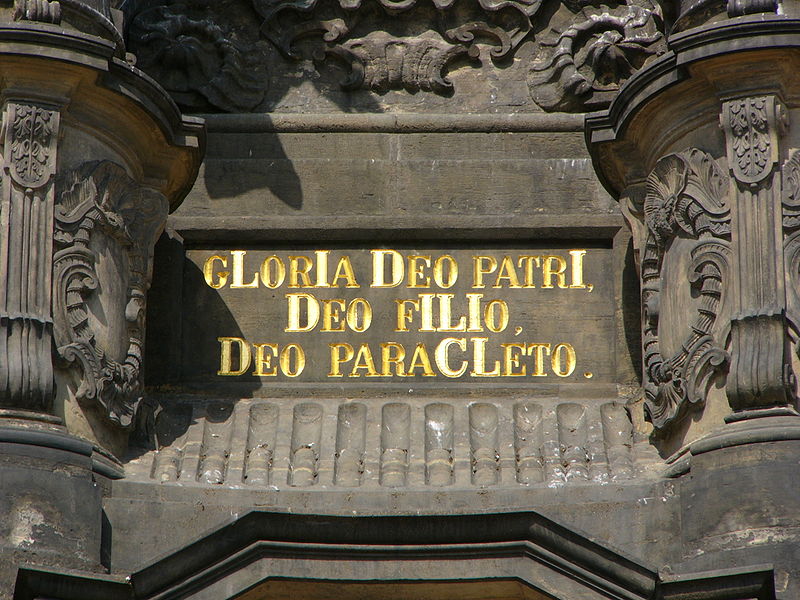 GLORIA DEO PATRI,
DEO FILIO,
DEO PARACLETO.